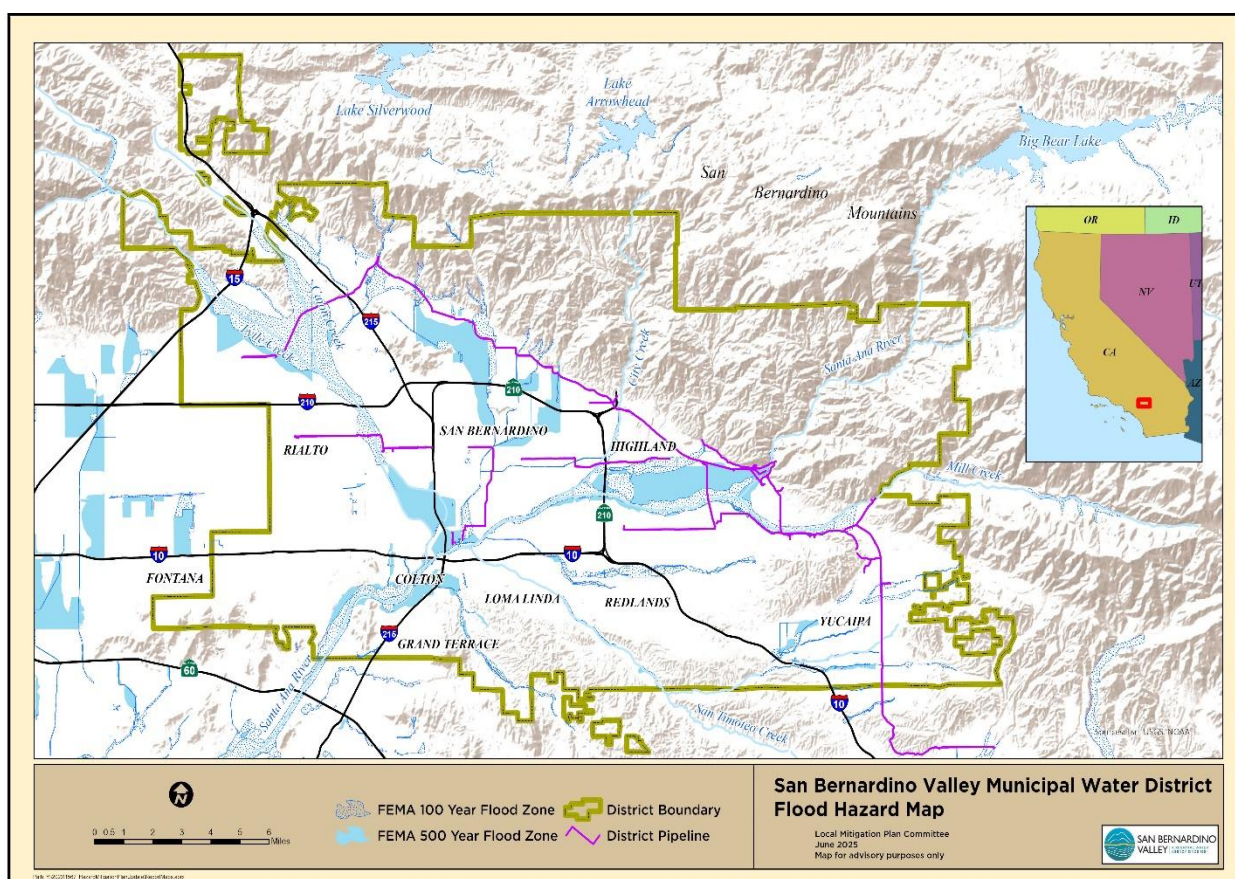 Lake Silverwood
Lake
Arrowhead
Big Bear Lake
San
Bernardino
Mountains
OR
ID
NV
UT
CA
AZ
15
215
Cajon Creek
Lytle Creek
City Creek
Santa Ana River
210
210
SAN BERNARDINO
RIALTO
HIGHLAND
Mill Creek
210
10
10
FONTANA
COLTON
LOMA LINDA
REDLANDS
YUCAIPA
215
GRAND TERRACE
60
Santa Ana River
San Timoteo Creek
10
N
0 0.5 1 2 3 4 5 6
Miles
FEMA 100 Year Flood Zone
District Boundary
FEMA 500 Year Flood Zone
District Pipeline
San Bernardino Valley Municipal Water District
Flood Hazard Map
Local Mitigation Plan Committee
June 2025
Map for advisory purposes only
SAN BERNARDINO
VALLEY